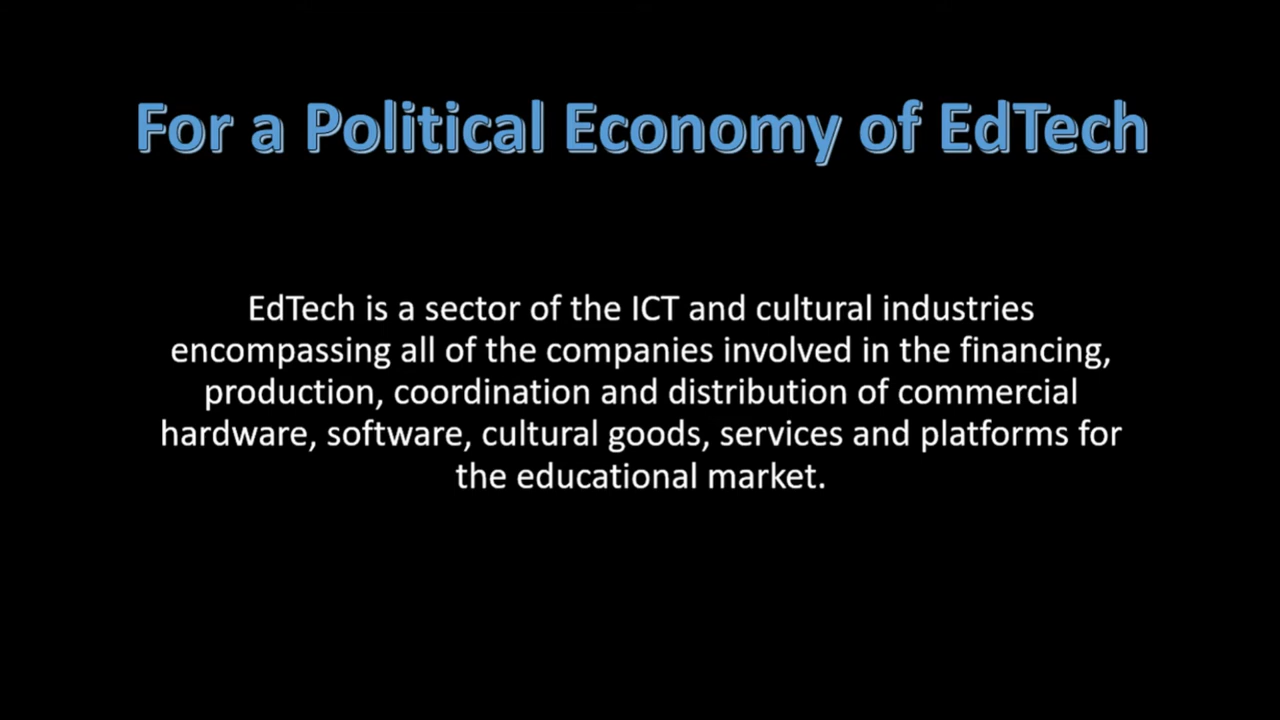 For a Political Economy of EdTech
EdTech is a sector of the ICT and cultural industries
encompassing all of the companies involved in the financing,
production, coordination and distribution of commercial
hardware, software, cultural goods, services and platforms for
the educational market.